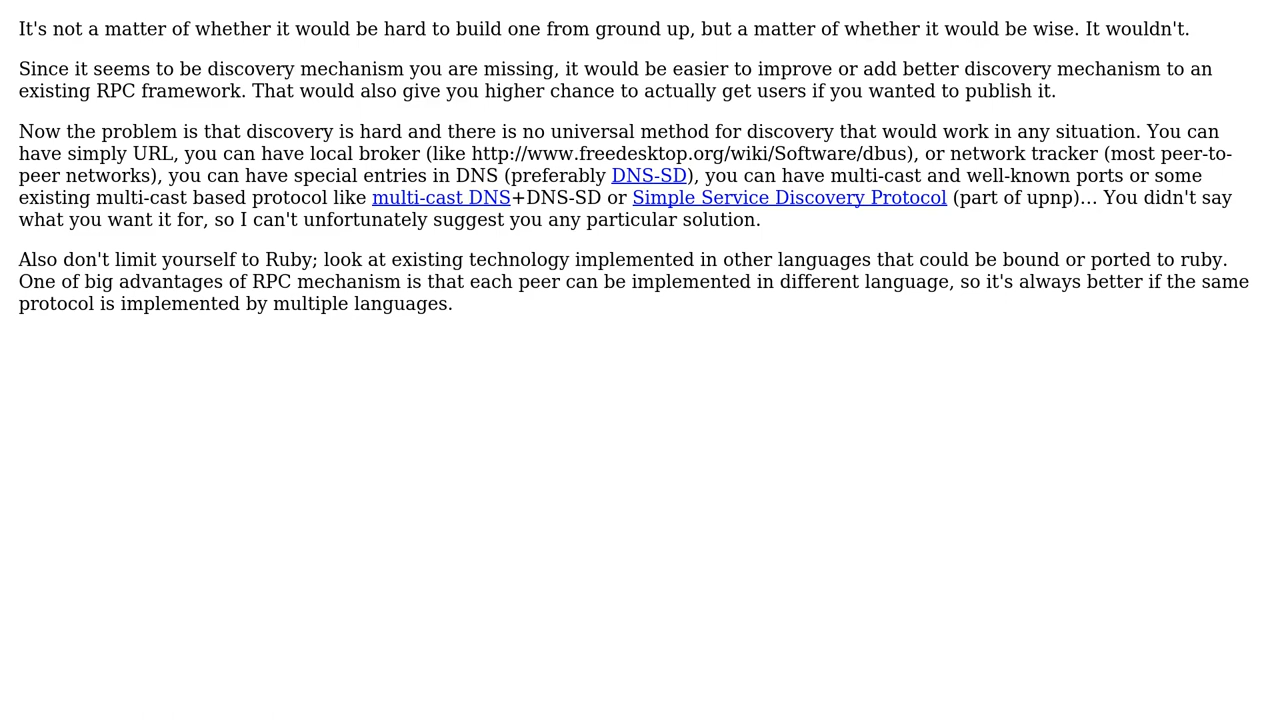 It's not a matter of whether it would be hard to build one from ground up, but a matter of whether it would be wise. It wouldn't.
Since it seems to be discovery mechanism you are missing, it would be easier to improve or add better discovery mechanism to an
existing RPC framework. That would also give you higher chance to actually get users if you wanted to publish it.
Now the problem is that discovery is hard and there is no universal method for discovery that would work in any situation. You can
have simply URL, you can have local broker (like http://www.freedesktop.org/wiki/Software/dbus), or network tracker (most peer-to-
peer networks), you can have special entries in DNS (preferably DNS-SD), you can have multi-cast and well-known ports or some
existing multi-cast based protocol like multi-cast DNS+DNS-SD or Simple Service Discovery Protocol (part of upnp)… You didn't say
what you want it for, so I can't unfortunately suggest you any particular solution.
Also don't limit yourself to Ruby; look at existing technology implemented in other languages that could be bound or ported to ruby.
One of big advantages of RPC mechanism is that each peer can be implemented in different language, so it's always better if the same
protocol is implemented by multiple languages.